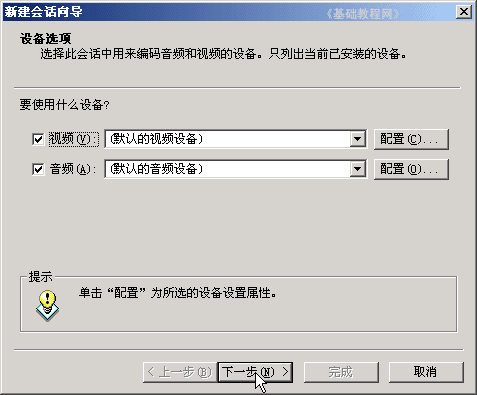 新建会话向导
《基础教程网》
设备选项
选择此会话中用来编码音频和视频的设备。只列出当前已安装的设备。
要使用什么设备?
视频(V): (默认的视频设备) 配置(C)...
音频(A): (默认的音频设备) 配置(O)...
提示
单击“配置”为所选的设备设置属性。
< 上一步(B) 下一步(N) > 完成 取消